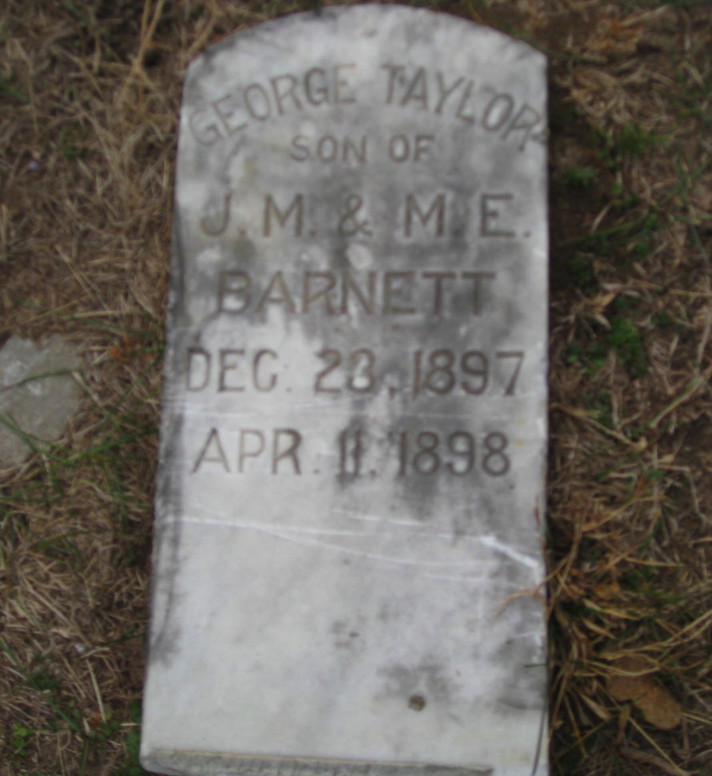 GEORGE TAYLOR
SON OF
J. M. & M. E.
BARNETT
DEC. 23, 1897
APR. 11. 1898